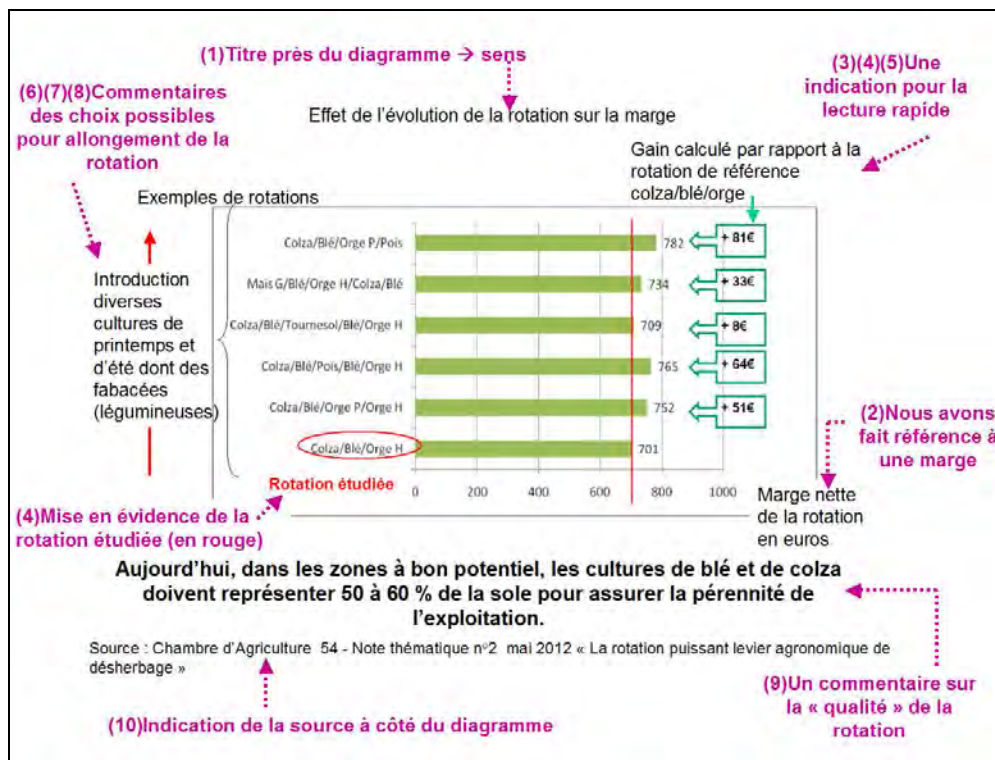 (1)Titre près du diagramme → sens
(3)(4)(5)Une
indication pour la
lecture rapide
(6)(7)(8)Commentaires
des choix possibles
pour allongement de la
rotation
Effet de l'évolution de la rotation sur la marge
Gain calculé par rapport à la
rotation de référence
colza/blé/orge
Exemples de rotations
Introduction
diverses
cultures de
printemps et
d'été dont des
fabacées
(légumineuses)
Colza/Blé/Orge P/Pois 782 + 81€
Mais G/Blé/Orge H/Colza/Blé 734 + 33€
Colza/Blé/Tournesol/Blé/Orge H 709 + 8€
Colza/Blé/Pois/Blé/Orge H 765 + 64€
Colza/Blé/Orge P/Orge H 752 + 51€
Colza/Blé/Orge H 701
Rotation étudiée
0 200 400 600 800 1000
Marge nette
de la rotation
en euros
(2)Nous avons
fait référence à
une marge
(4)Mise en évidence de la
rotation étudiée (en rouge)
Aujourd'hui, dans les zones à bon potentiel, les cultures de blé et de colza
doivent représenter 50 à 60 % de la sole pour assurer la pérennité de
l'exploitation.
Source : Chambre d'Agriculture 54 - Note thématique n°2 mai 2012 « La rotation puissant levier agronomique de
désherbage »
(9)Un commentaire sur
la « qualité » de la
rotation
(10)Indication de la source à côté du diagramme